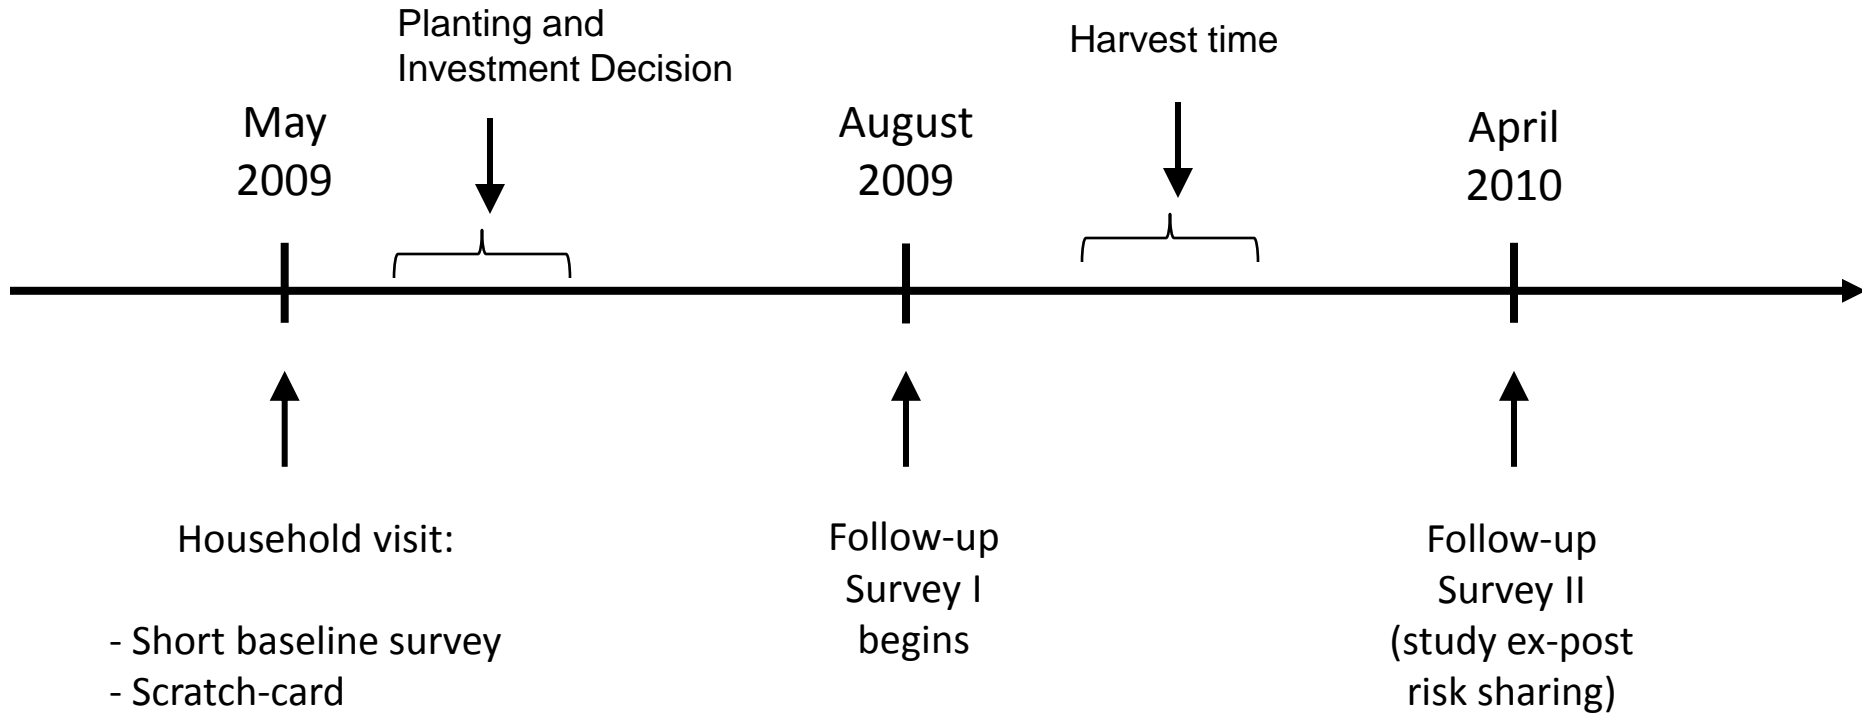 Planting and
Investment Decision
Harvest time
May
2009
August
2009
April
2010
Household visit:
- Short baseline survey
- Scratch-card
Follow-up
Survey I
begins
Follow-up
Survey II
(study ex-post
risk sharing)